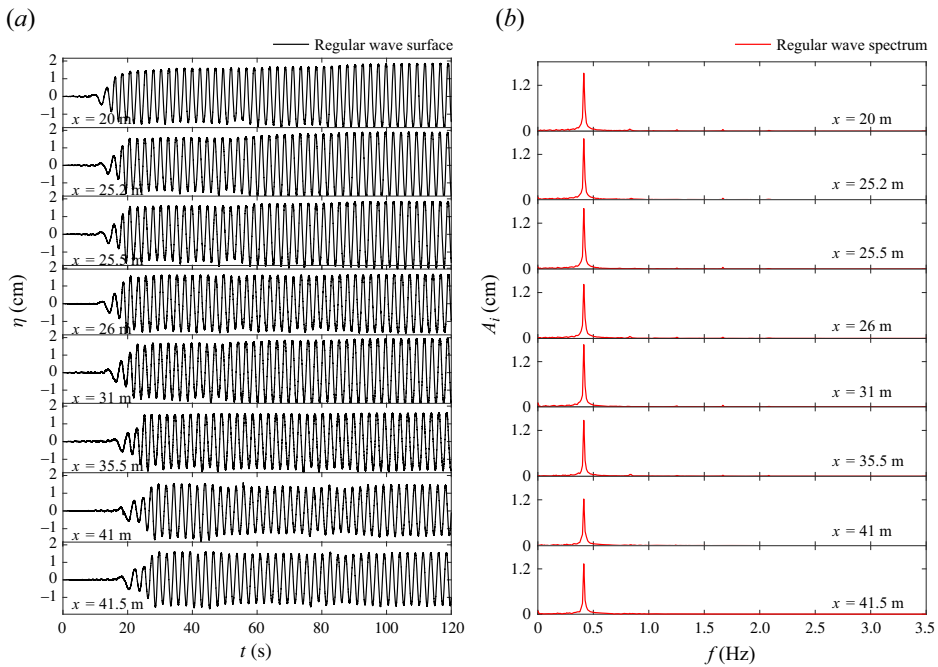 (a)
(b)
Regular wave surface
Regular wave spectrum
2
1
0
−1
x = 20 m
2
1
0
−1
x = 25.2 m
2
1
0
−1
x = 25.5 m
2
1
0
−1
x = 26 m
2
1
0
−1
x = 31 m
2
1
0
−1
x = 35.5 m
2
1
0
−1
x = 41 m
2
1
0
−1
x = 41.5 m
0 20 40 60 80 100 120
t (s)
η (cm)
1.2
0
x = 20 m
1.2
0
x = 25.2 m
1.2
0
x = 25.5 m
1.2
0
x = 26 m
1.2
0
x = 31 m
1.2
0
x = 35.5 m
1.2
0
x = 41 m
1.2
0
x = 41.5 m
0 0.5 1.0 1.5 2.0 2.5 3.0 3.5
f (Hz)
A_i (cm)